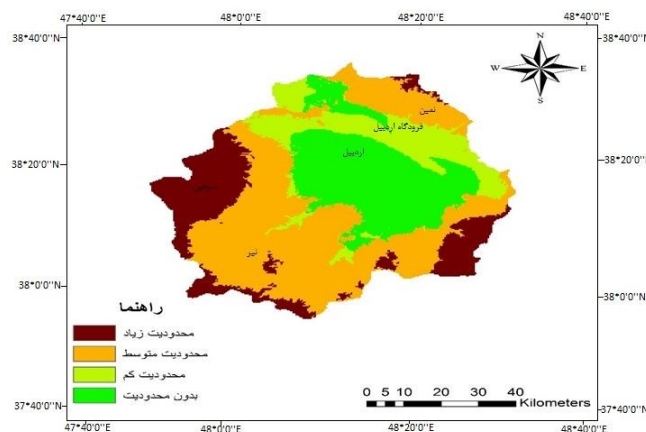 47°40'0"E 48°0'0"E 48°20'0"E 48°40'0"E
38°40'0"N 38°40'0"N
N
W E
S
نمین
فرودگاه اردبیل
اردبیل
38°20'0"N 38°20'0"N
نیر
38°0'0"N 38°0'0"N
راهنما
محدودیت زیاد
محدودیت متوسط
محدودیت کم
بدون محدودیت
0 5 10 20 30 40
Kilometers
37°40'0"N 37°40'0"N
47°40'0"E 48°0'0"E 48°20'0"E 48°40'0"E